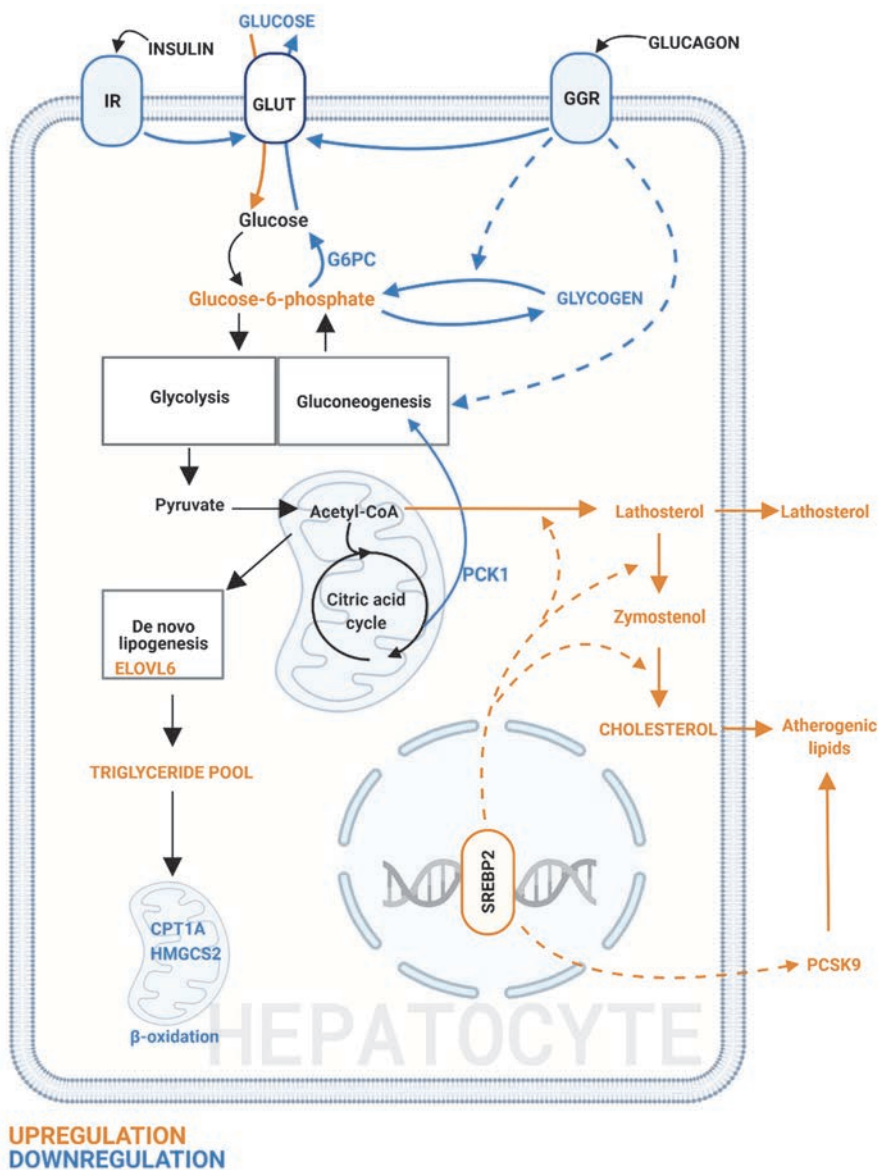 GLUCOSE
INSULIN
GLUCAGON
IR
GLUT
GGR
Glucose
G6PC
Glucose-6-phosphate
GLYCOGEN
Glycolysis
Gluconeogenesis
Pyruvate
Acetyl-CoA
Lathosterol
Lathosterol
PCK1
Citric acid
cycle
Zymostenol
De novo
lipogenesis
ELOVL6
CHOLESTEROL
Atherogenic
lipids
TRIGLYCERIDE POOL
SREBP2
CPT1A
HMGCS2
PCSK9
β-oxidation
HEPATOCYTE
UPREGULATION
DOWNREGULATION